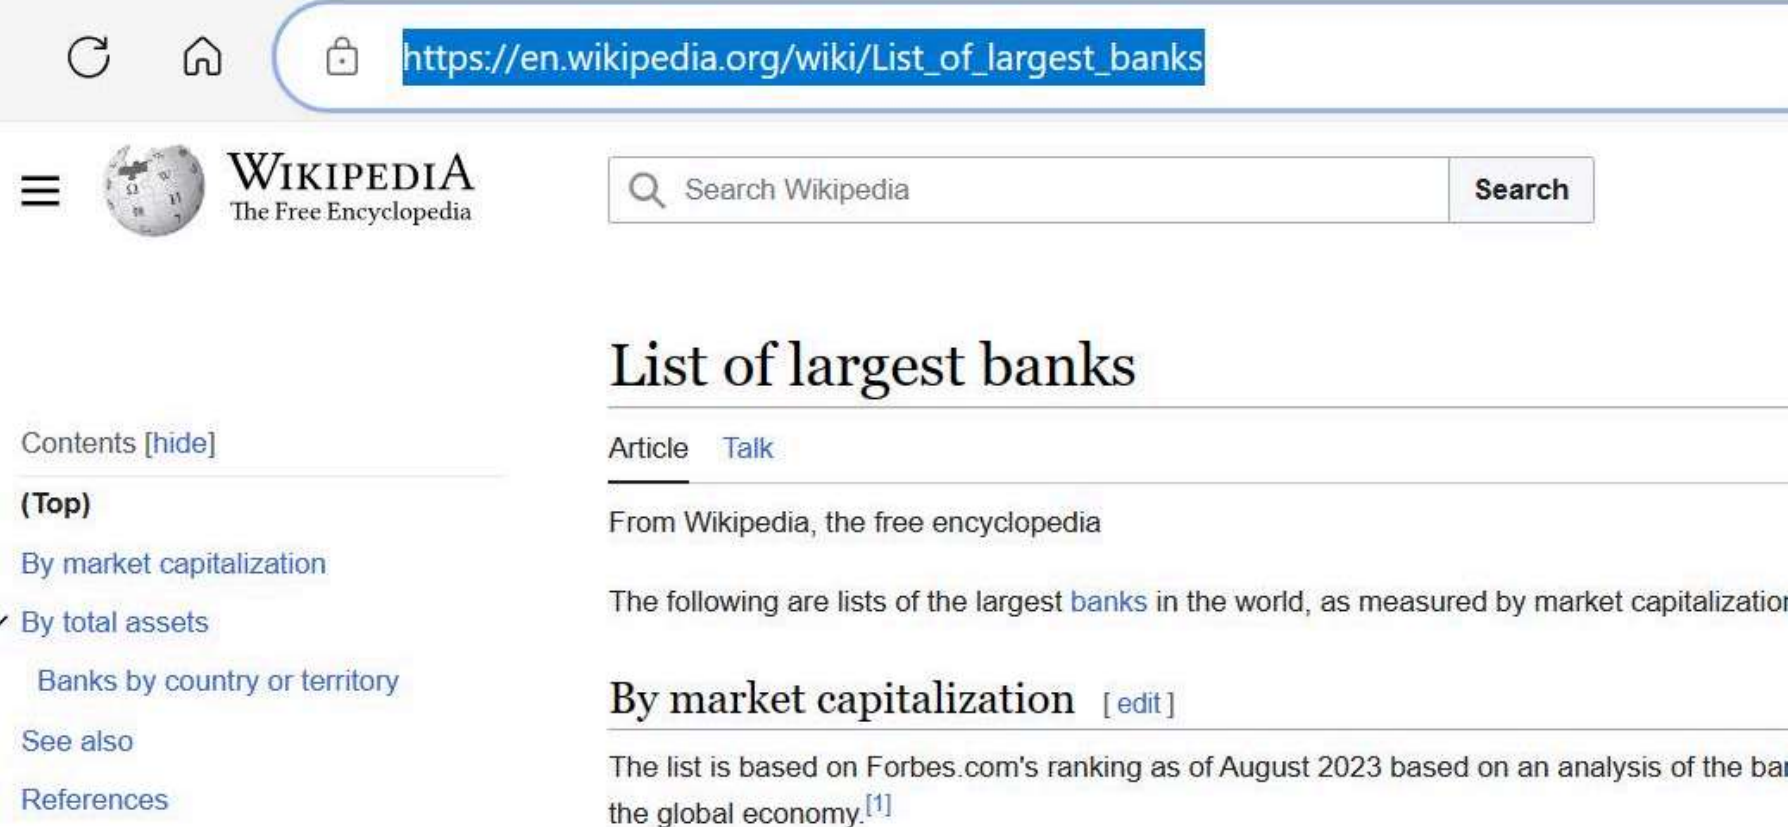 https://en.wikipedia.org/wiki/List_of_largest_banks
WIKIPEDIA
The Free Encyclopedia
Search Wikipedia
Search
List of largest banks
Contents [hide]
(Top)
By market capitalization
By total assets
Banks by country or territory
See also
References
Article Talk
From Wikipedia, the free encyclopedia
The following are lists of the largest banks in the world, as measured by market
By market capitalization [ edit ]
The list is based on Forbes.com's ranking as of August 2023 based on an analysis of the
the global economy.[1]